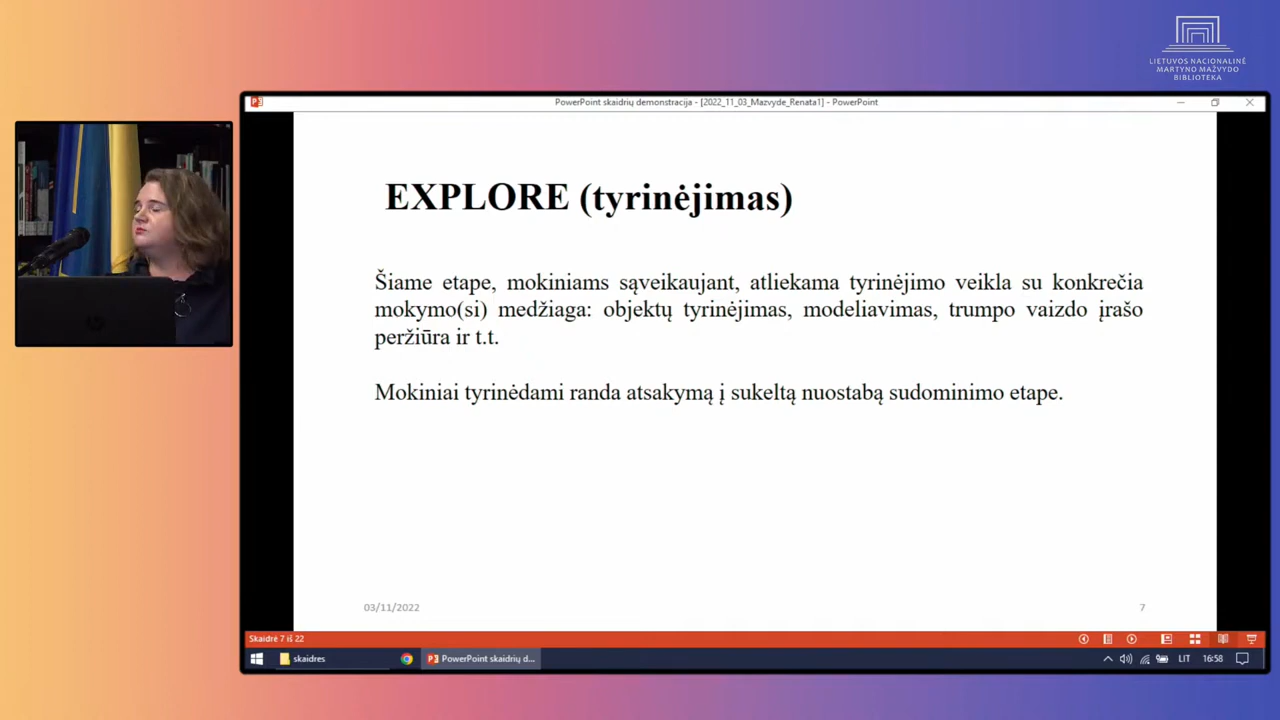 LIETUVOS NACIONALINĖ
MARTYNO MAŽVYDO
BIBLIOTEKA
PowerPoint skaidrių demonstracija - [2022_11_03_Mazvyde_Renata1] - PowerPoint
EXPLORE (tyrinėjimas)
Šiame etape, mokiniams sąveikaujant, atliekama tyrinėjimo veikla su konkrečia
mokymo(si) medžiaga: objektų tyrinėjimas, modeliavimas, trumpo vaizdo įrašo
peržiūra ir t.t.
Mokiniai tyrinėdami randa atsakymą į sukeltą nuostabą sudominimo etape.
03/11/2022
7
Skaidrė 7 iš 22
skaidres
PowerPoint skaidrių d...
LIT
16:58